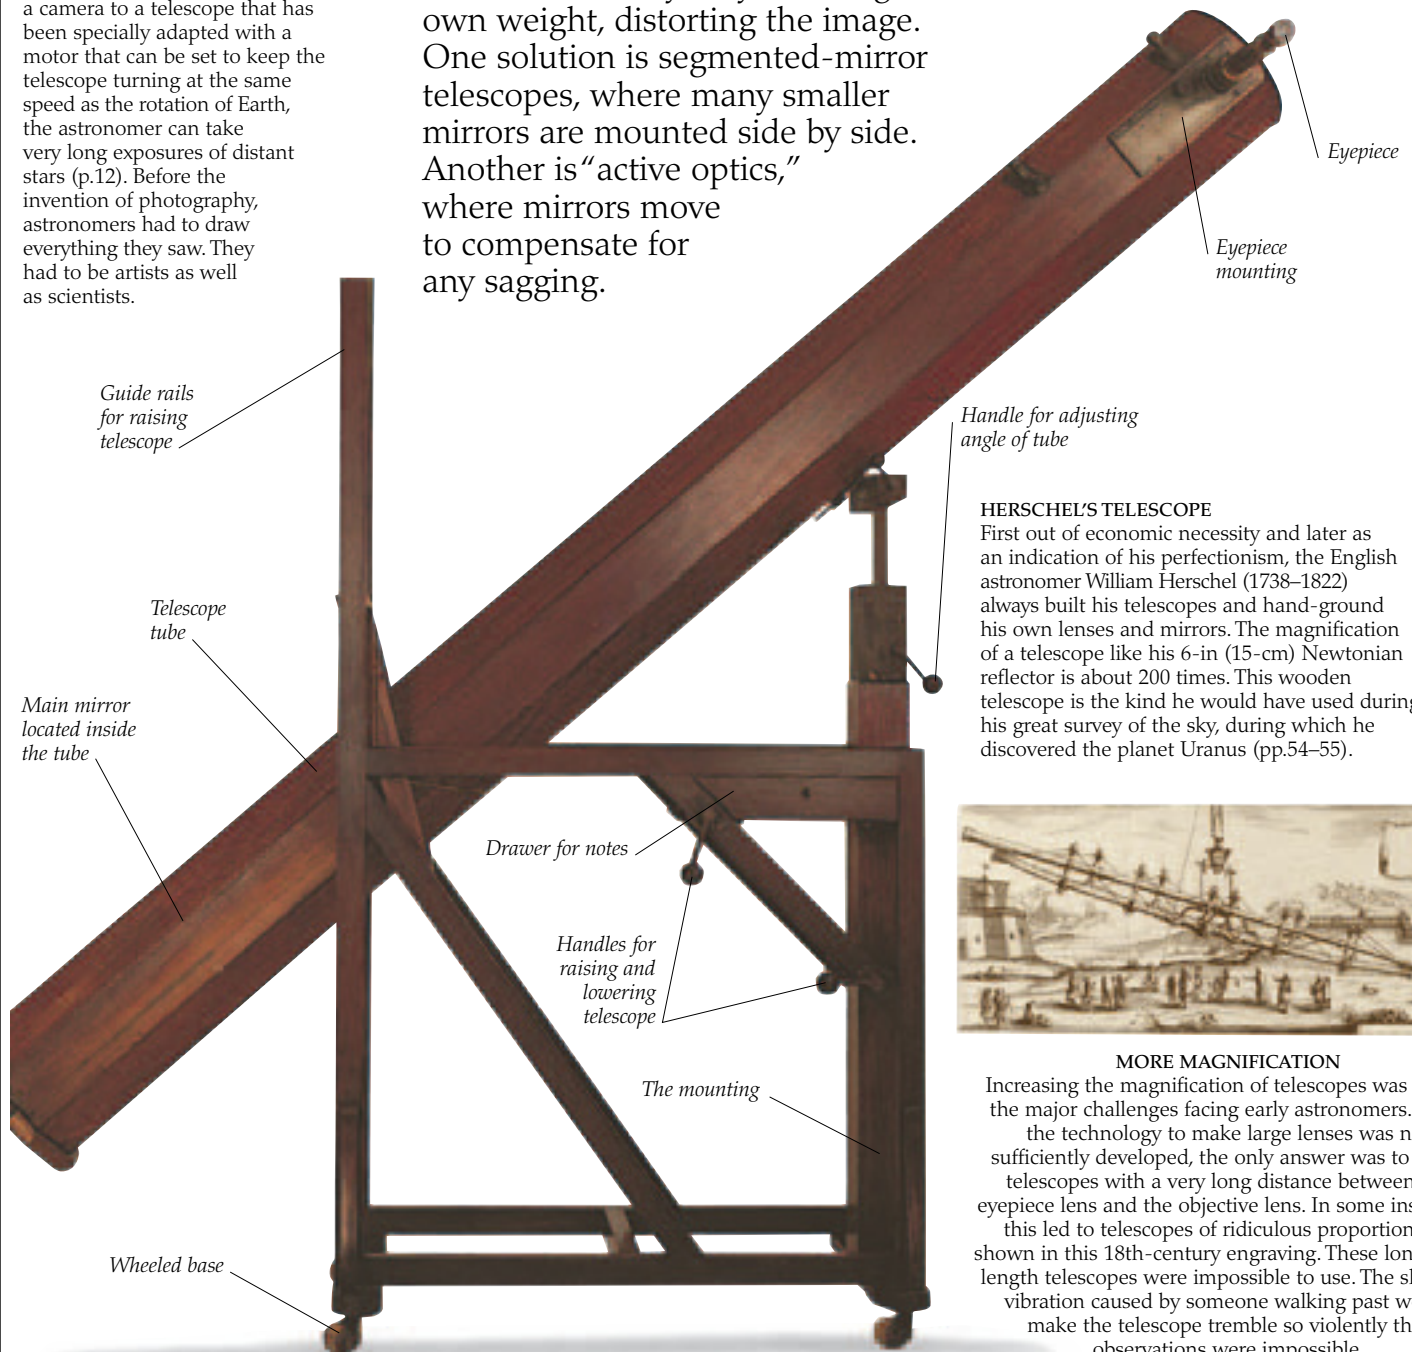 a camera to a telescope that has
been specially adapted with a
motor that can be set to keep the
telescope turning at the same
speed as the rotation of Earth,
the astronomer can take
very long exposures of distant
stars (p.12). Before the
invention of photography,
astronomers had to draw
everything they saw. They
had to be artists as well
as scientists.
own weight, distorting the image.
One solution is segmented-mirror
telescopes, where many smaller
mirrors are mounted side by side.
Another is “active optics,”
where mirrors move
to compensate for
any sagging.
Eyepiece
Eyepiece
mounting
Guide rails
for raising
telescope
Handle for adjusting
angle of tube
HERSCHEL’S TELESCOPE
First out of economic necessity and later as
an indication of his perfectionism, the English
astronomer William Herschel (1738–1822)
always built his telescopes and hand-ground
his own lenses and mirrors. The magnification
of a telescope like his 6-in (15-cm) Newtonian
reflector is about 200 times. This wooden
telescope is the kind he would have used during
his great survey of the sky, during which he
discovered the planet Uranus (pp.54–55).
Telescope
tube
Main mirror
located inside
the tube
Drawer for notes
Handles for
raising and
lowering
telescope
The mounting
Wheeled base
MORE MAGNIFICATION
Increasing the magnification of telescopes was
the major challenges facing early astronomers.
the technology to make large lenses was
sufficiently developed, the only answer was to
telescopes with a very long distance between
eyepiece lens and the objective lens. In some
this led to telescopes of ridiculous
shown in this 18th-century engraving. These
length telescopes were impossible to use. The
vibration caused by someone walking past
make the telescope tremble so violently
observations were impossible.